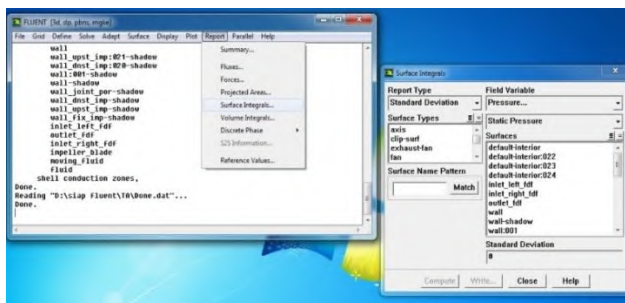 FLUENT [3d, dp, pbns, rngke]
File Grid Define Solve Adapt Surface Display Plot Report Parallel Help
wall
wall_upst_imp:021-shadow
wall_dnst_imp:020-shadow
wall:001-shadow
wall-shadow
wall_joint_por-shadow
wall_dnst_imp-shadow
wall_upst_imp-shadow
wall_fix_imp-shadow
inlet_left_fdf
outlet_fdf
inlet_right_fdf
impeller_blade
moving_fluid
fluid
shell conduction zones,
Done.
Reading "D:\siap Fluent\TA\Done.dat"...
Done.
Summary...
Fluxes...
Forces...
Projected Areas...
Surface Integrals...
Volume Integrals...
Discrete Phase
S2S Information...
Reference Values...
Surface Integrals
Report Type
Standard Deviation
Surface Types
axis
clip-surf
exhaust-fan
fan
Surface Name Pattern
Match
Field Variable
Pressure...
Static Pressure
Surfaces
default-interior
default-interior:022
default-interior:023
default-interior:024
inlet_left_fdf
inlet_right_fdf
outlet_fdf
wall
wall-shadow
wall:001
Standard Deviation
0
Compute Write... Close Help